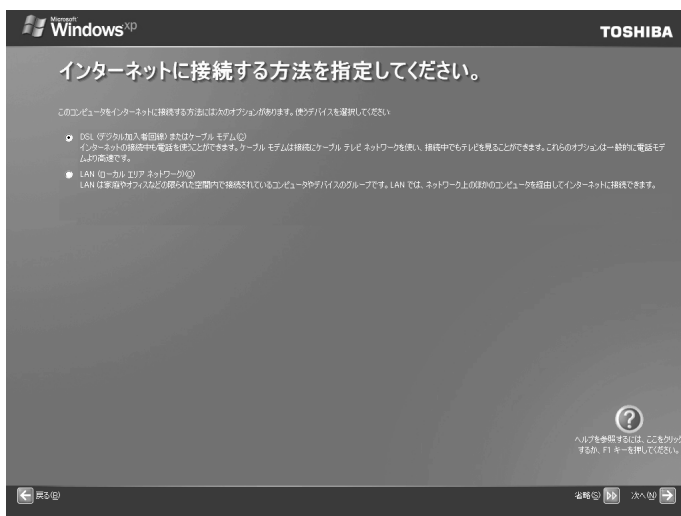 Microsoft
Windows xp
TOSHIBA
インターネットに接続する方法を指定してください。
このコンピュータをインターネットに接続する方法には次のオプションがあります。使うデバイスを選択してください
DSL (デジタル加入者回線) またはケーブル モデム(C)
インターネットの接続中も電話を使うことができます。ケーブル モデムは接続にケーブル テレビ ネットワークを使い、接続中でもテレビを見ることができます。これらのオプションは一般的に電話モデ
ムより高速です。
LAN (ローカル エリア ネットワーク)(O)
LAN は家庭やオフィスなどの限られた空間内で接続されているコンピュータやデバイスのグループです。LAN では、ネットワーク上のほかのコンピュータを経由してインターネットに接続できます。
?
ヘルプを参照するには、ここをクリック
するか、F1 キーを押してください。
戻る(B)
省略(S)
次へ(N)